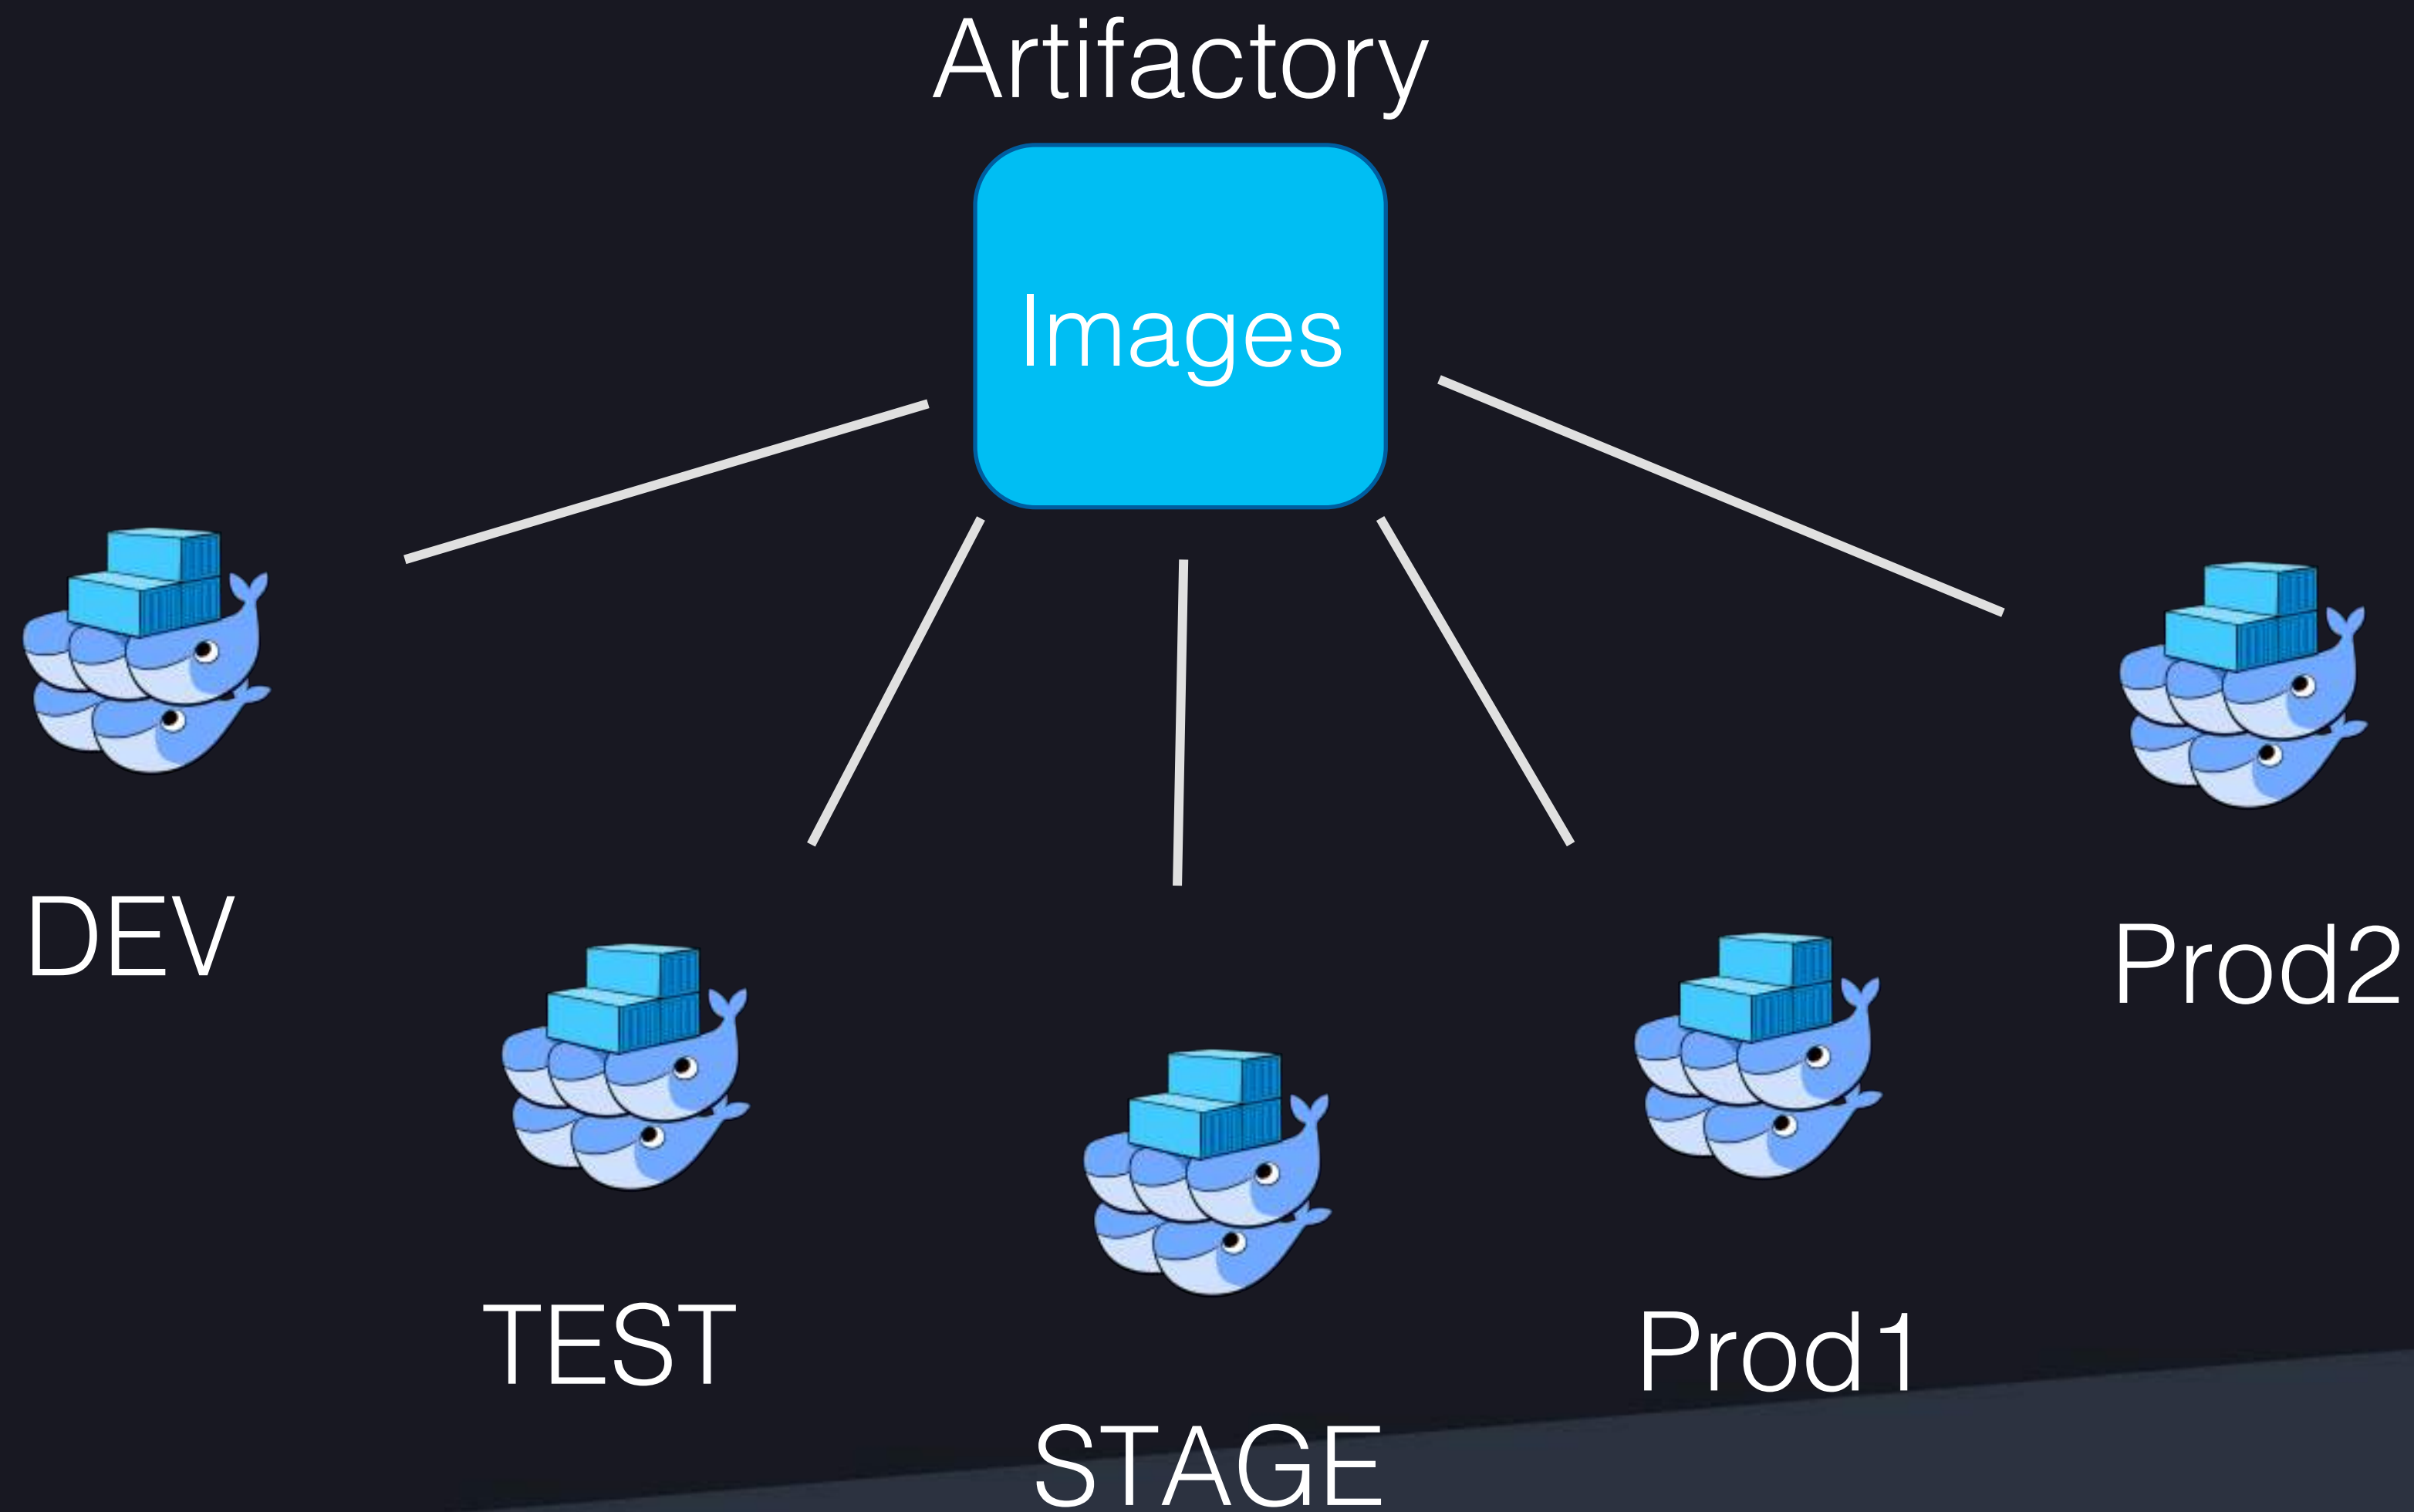 Artifactory
Images
DEV
Prod2
TEST
Prod1
STAGE